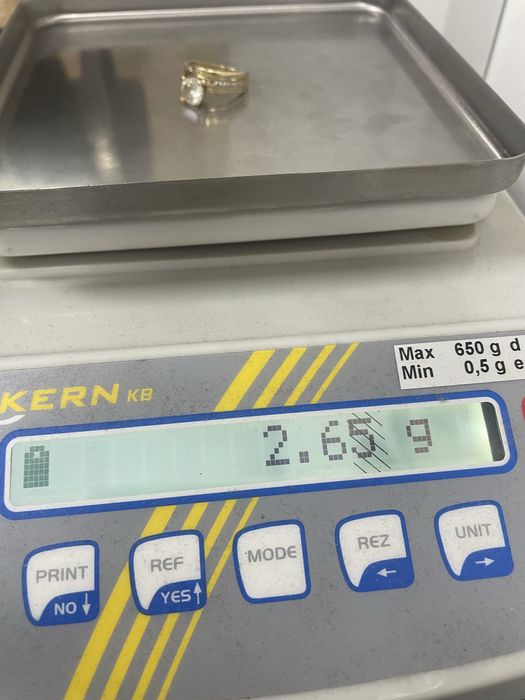 Max 650 g d
Min 0,5 g e
KERN KB
2.65 g
PRINT
NO
REF
YES
MODE
REZ
UNIT